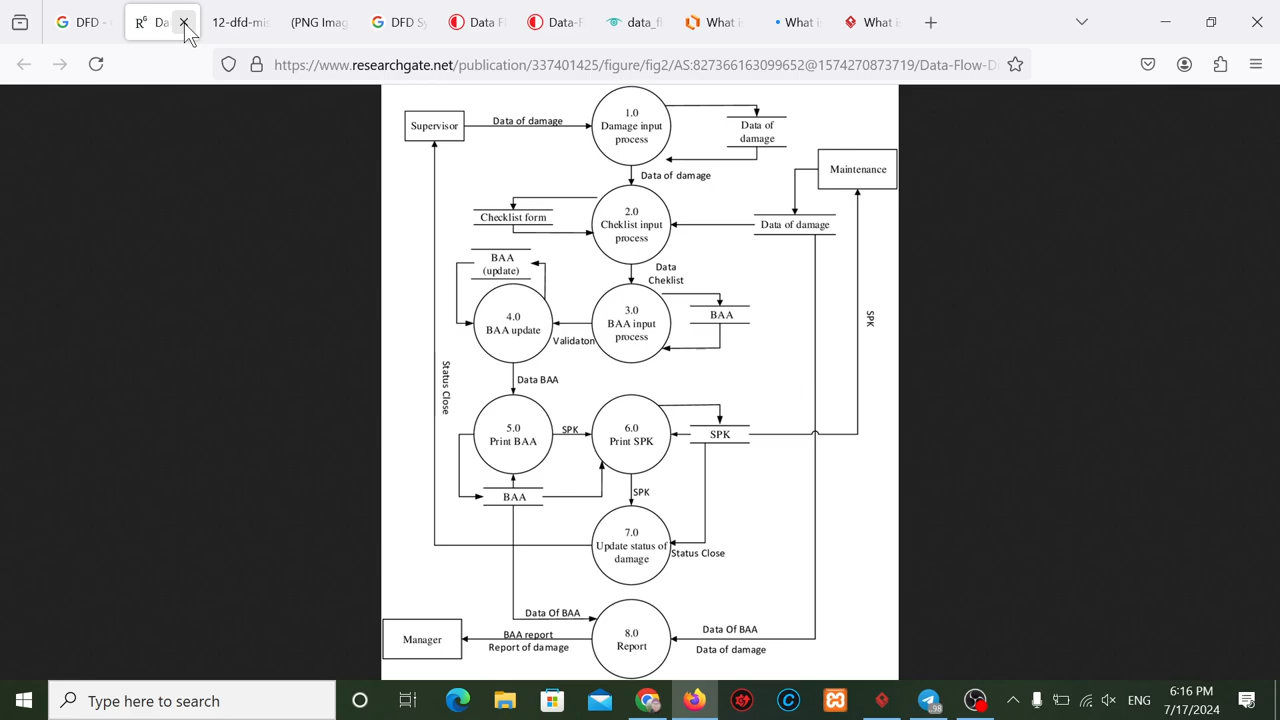 DFD -
Da
12-dfd-mis
(PNG Imag
DFD Sy
Data F
Data-F
data_fl
What i
What i
What i
https://www.researchgate.net/publication/337401425/figure/fig2/AS:827366163099652@1574270873719/Data-Flow-D
Supervisor
Data of damage
1.0
Damage input
process
Data of
damage
Maintenance
Data of damage
Checklist form
2.0
Cheklist input
process
Data of damage
BAA
(update)
Data
Cheklist
4.0
BAA update
Validaton
3.0
BAA input
process
BAA
SPK
Status Close
Data BAA
5.0
Print BAA
SPK
6.0
Print SPK
SPK
BAA
SPK
7.0
Update status of
damage
Status Close
Data Of BAA
Manager
BAA report
Report of damage
8.0
Report
Data Of BAA
Data of damage
Type here to search
98
ENG
6:16 PM
7/17/2024